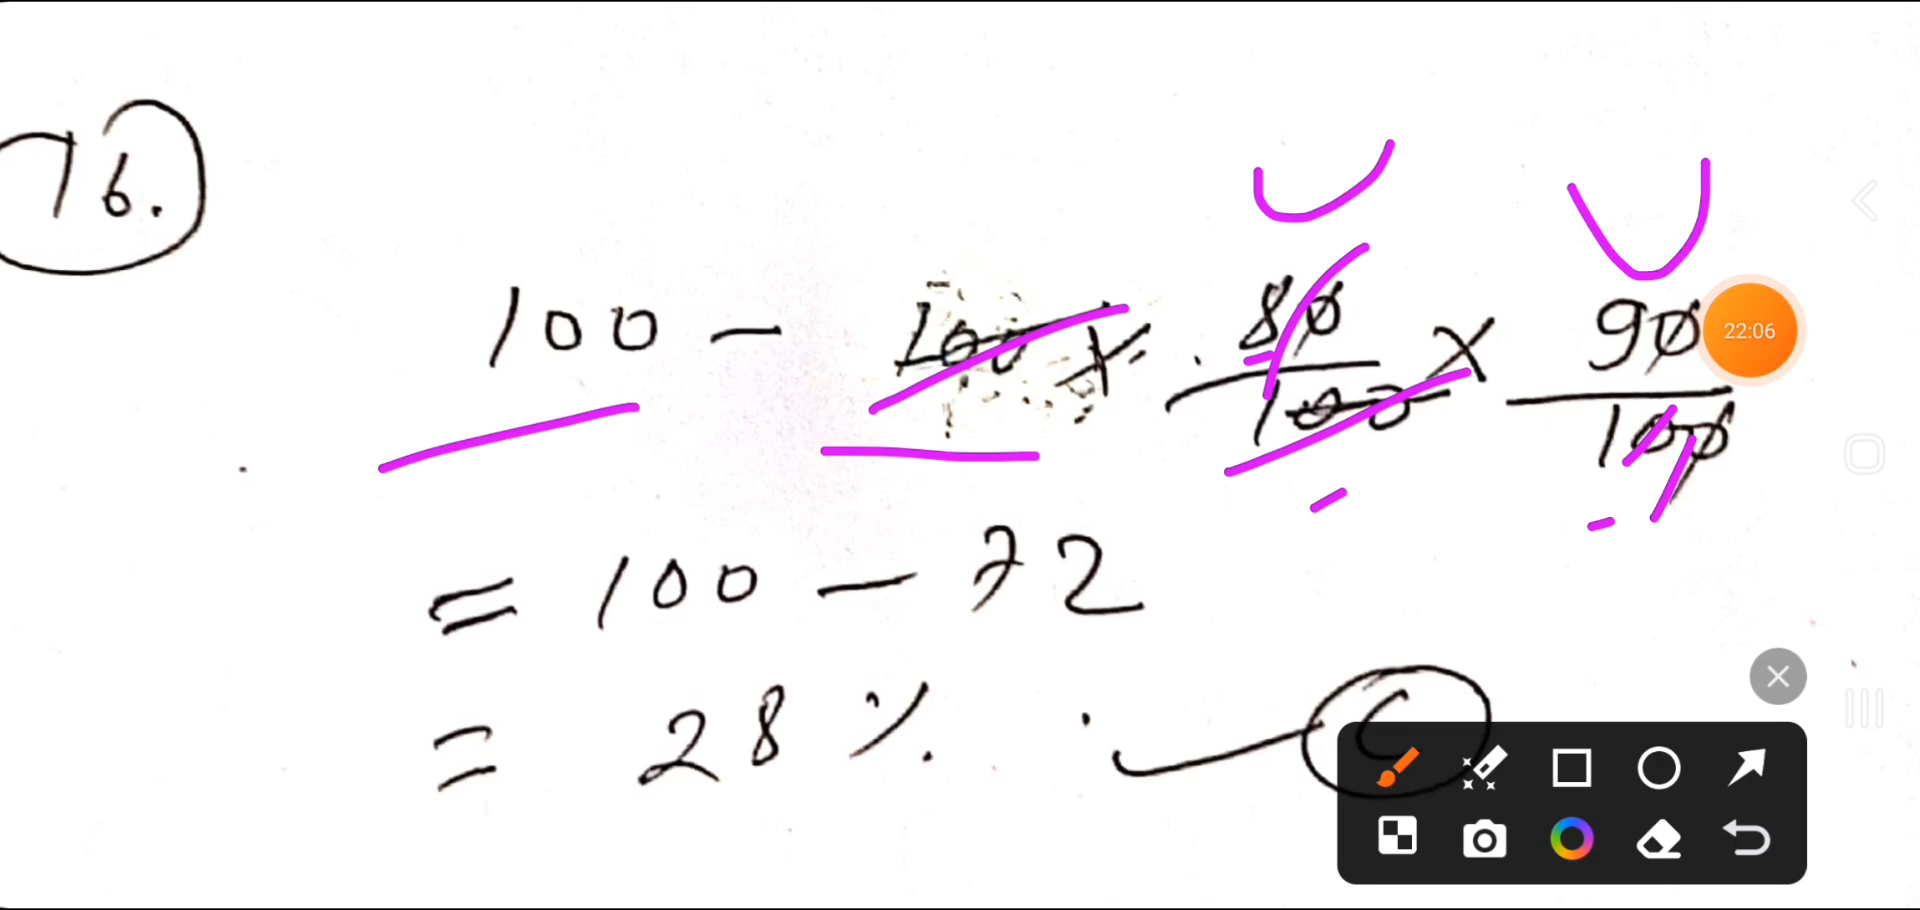 76.
100 - 100 × 80/100 × 90/100
22:06
= 100 - 72
= 28 %. C